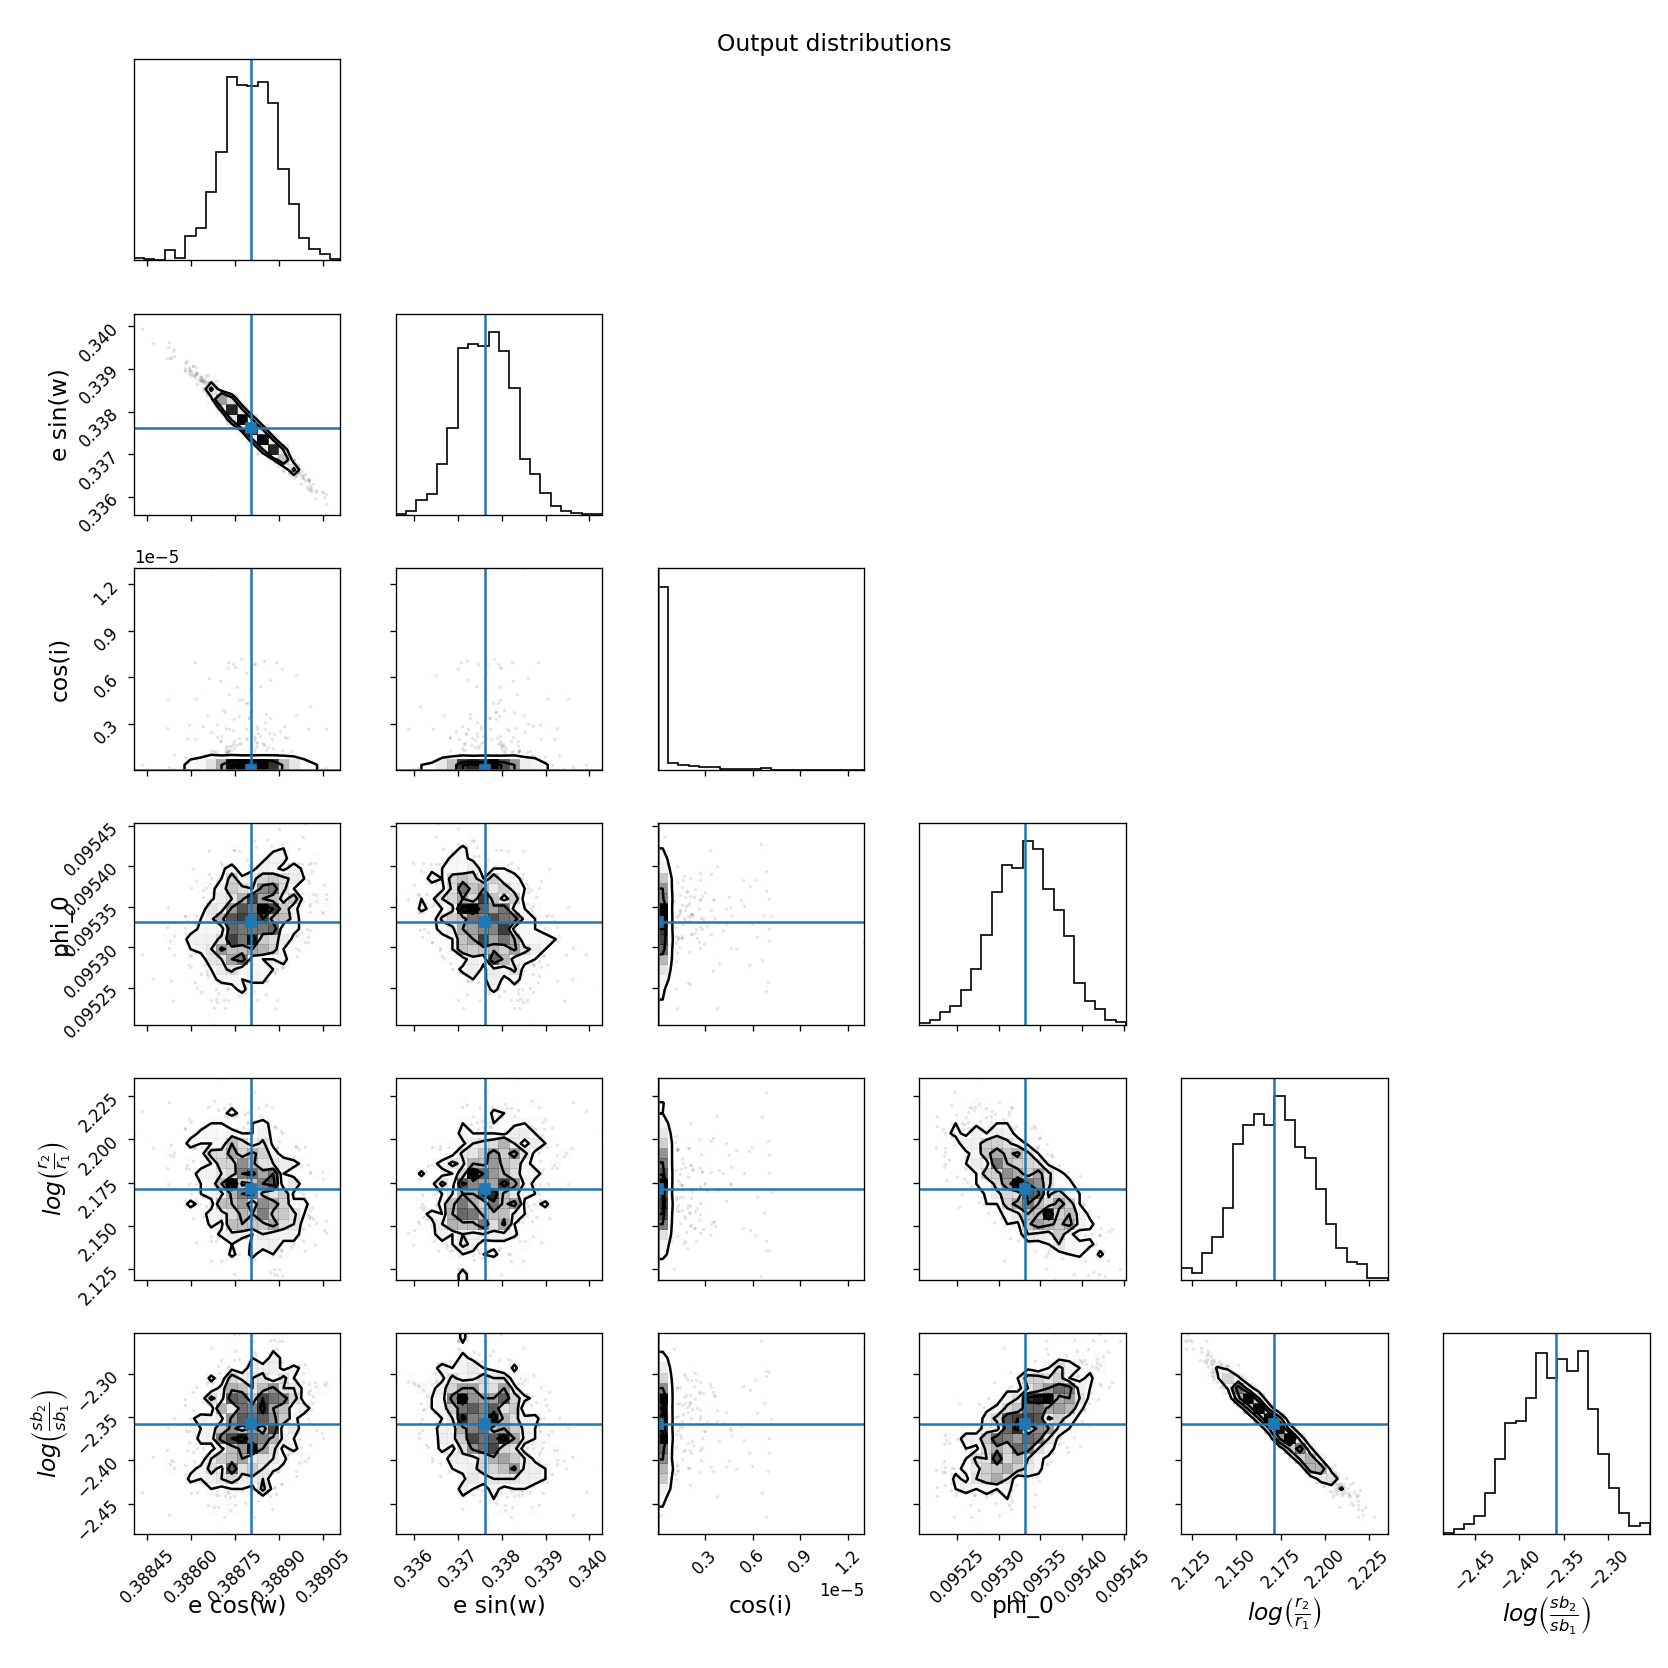 Output distributions
0.340
0.339
0.338
0.337
0.336
e sin(w)
1e−5
1.2
0.9
0.6
0.3
cos(i)
0.09545
0.09540
0.09535
0.09530
0.09525
phi_0
2.225
2.200
2.175
2.150
2.125
log(r2/r1)
−2.30
−2.35
−2.40
−2.45
log(sb2/sb1)
0.38845 0.38860 0.38875 0.38890 0.38905
0.336 0.337 0.338 0.339 0.340
0.3 0.6 0.9 1.2
1e−5
0.09525 0.09530 0.09535 0.09540 0.09545
2.125 2.150 2.175 2.200 2.225
−2.45 −2.40 −2.35 −2.30
e cos(w) e sin(w) cos(i) phi_0 log(r2/r1) log(sb2/sb1)